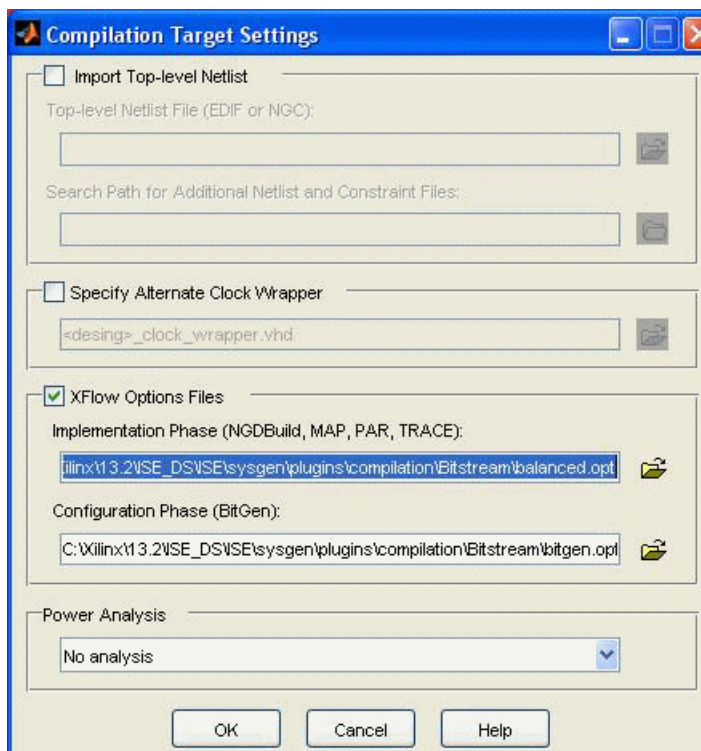 Compilation Target Settings
Import Top-level Netlist
Top-level Netlist File (EDIF or NGC):
Search Path for Additional Netlist and Constraint Files:
Specify Alternate Clock Wrapper
<desing>_clock_wrapper.vhd
XFlow Options Files
Implementation Phase (NGDBuild, MAP, PAR, TRACE):
ilinx\13.2\ISE_DS\ISE\sysgen\plugins\compilation\Bitstream\balanced.opt
Configuration Phase (BitGen):
C:\Xilinx\13.2\ISE_DS\ISE\sysgen\plugins\compilation\Bitstream\bitgen.opt
Power Analysis
No analysis
OK Cancel Help